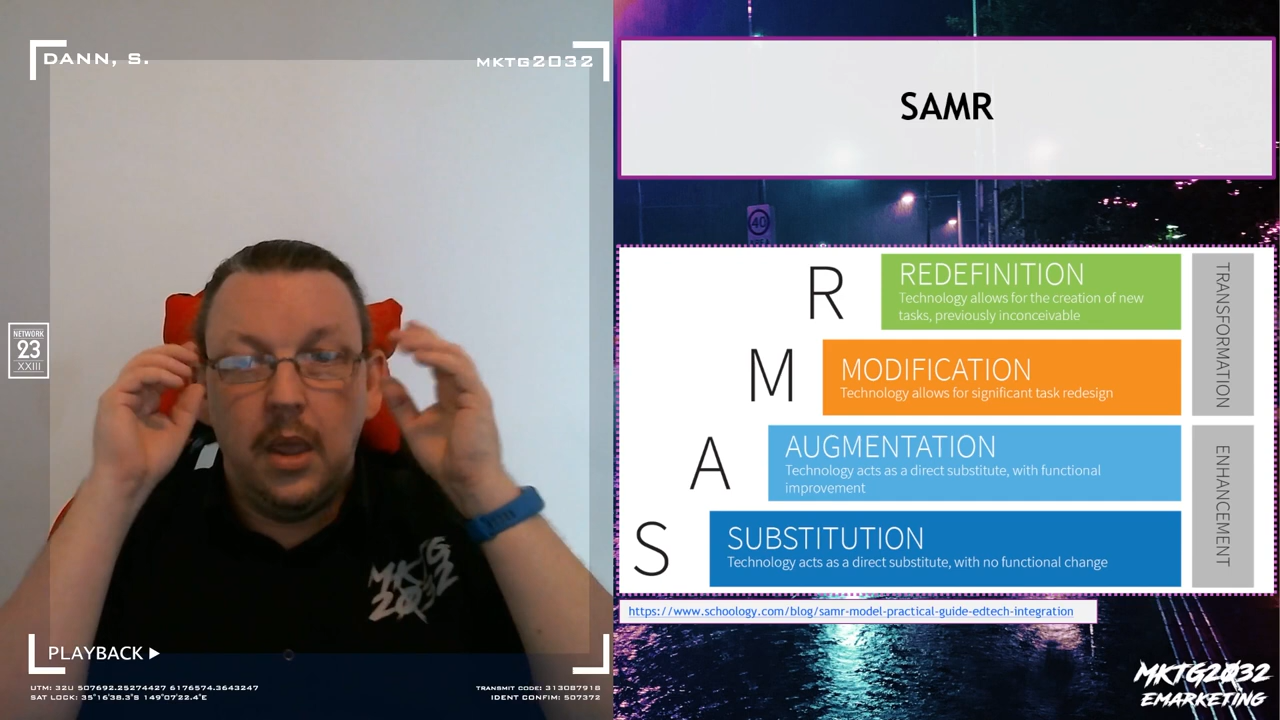 DANN, S.
MKTG2032
NETWORK
23
XXIII
MKTG
2032
PLAYBACK
UTM: 32U 507692.25274427 6176574.3643247
SAT LOCK: 35°16'38.3"S 149°07'22.4"E
TRANSMIT CODE: 313087918
IDENT CONFIM: 507372
SAMR
40
AREA
R
REDEFINITION
Technology allows for the creation of new
tasks, previously inconceivable
M
MODIFICATION
Technology allows for significant task redesign
TRANSFORMATION
A
AUGMENTATION
Technology acts as a direct substitute, with functional
improvement
S
SUBSTITUTION
Technology acts as a direct substitute, with no functional change
ENHANCEMENT
https://www.schoology.com/blog/samr-model-practical-guide-edtech-integration
MKTG2032
EMARKETING